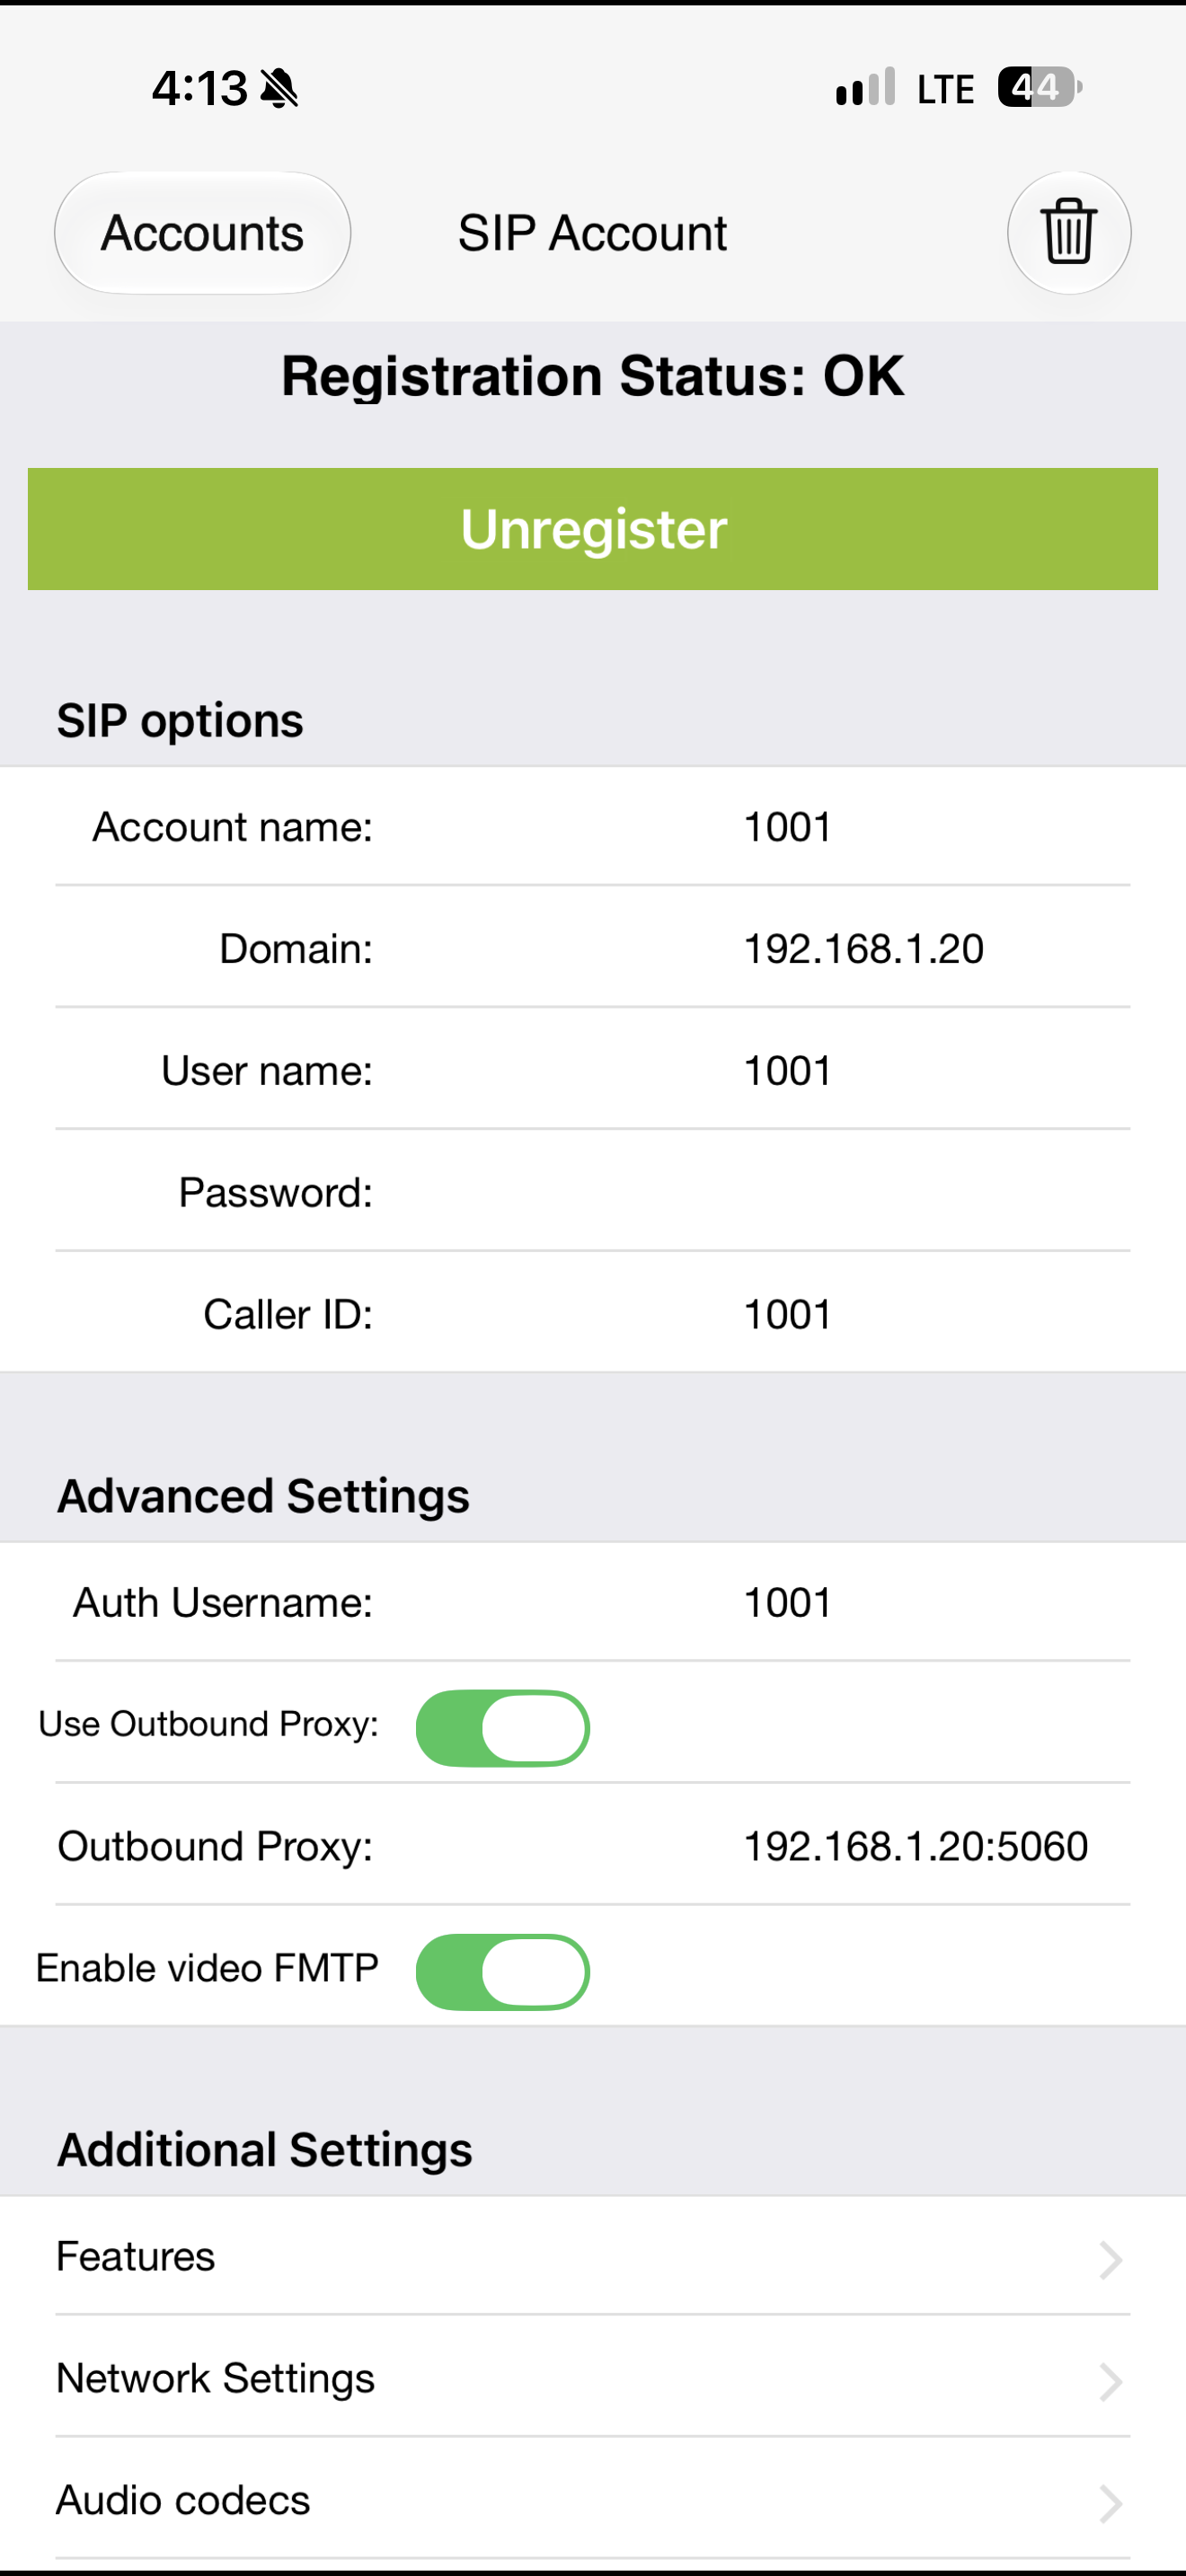 4:13 LTE 44
Accounts SIP Account
Registration Status: OK
Unregister
SIP options
Account name: 1001
Domain: 192.168.1.20
User name: 1001
Password:
Caller ID: 1001
Advanced Settings
Auth Username: 1001
Use Outbound Proxy:
Outbound Proxy: 192.168.1.20:5060
Enable video FMTP
Additional Settings
Features
Network Settings
Audio codecs